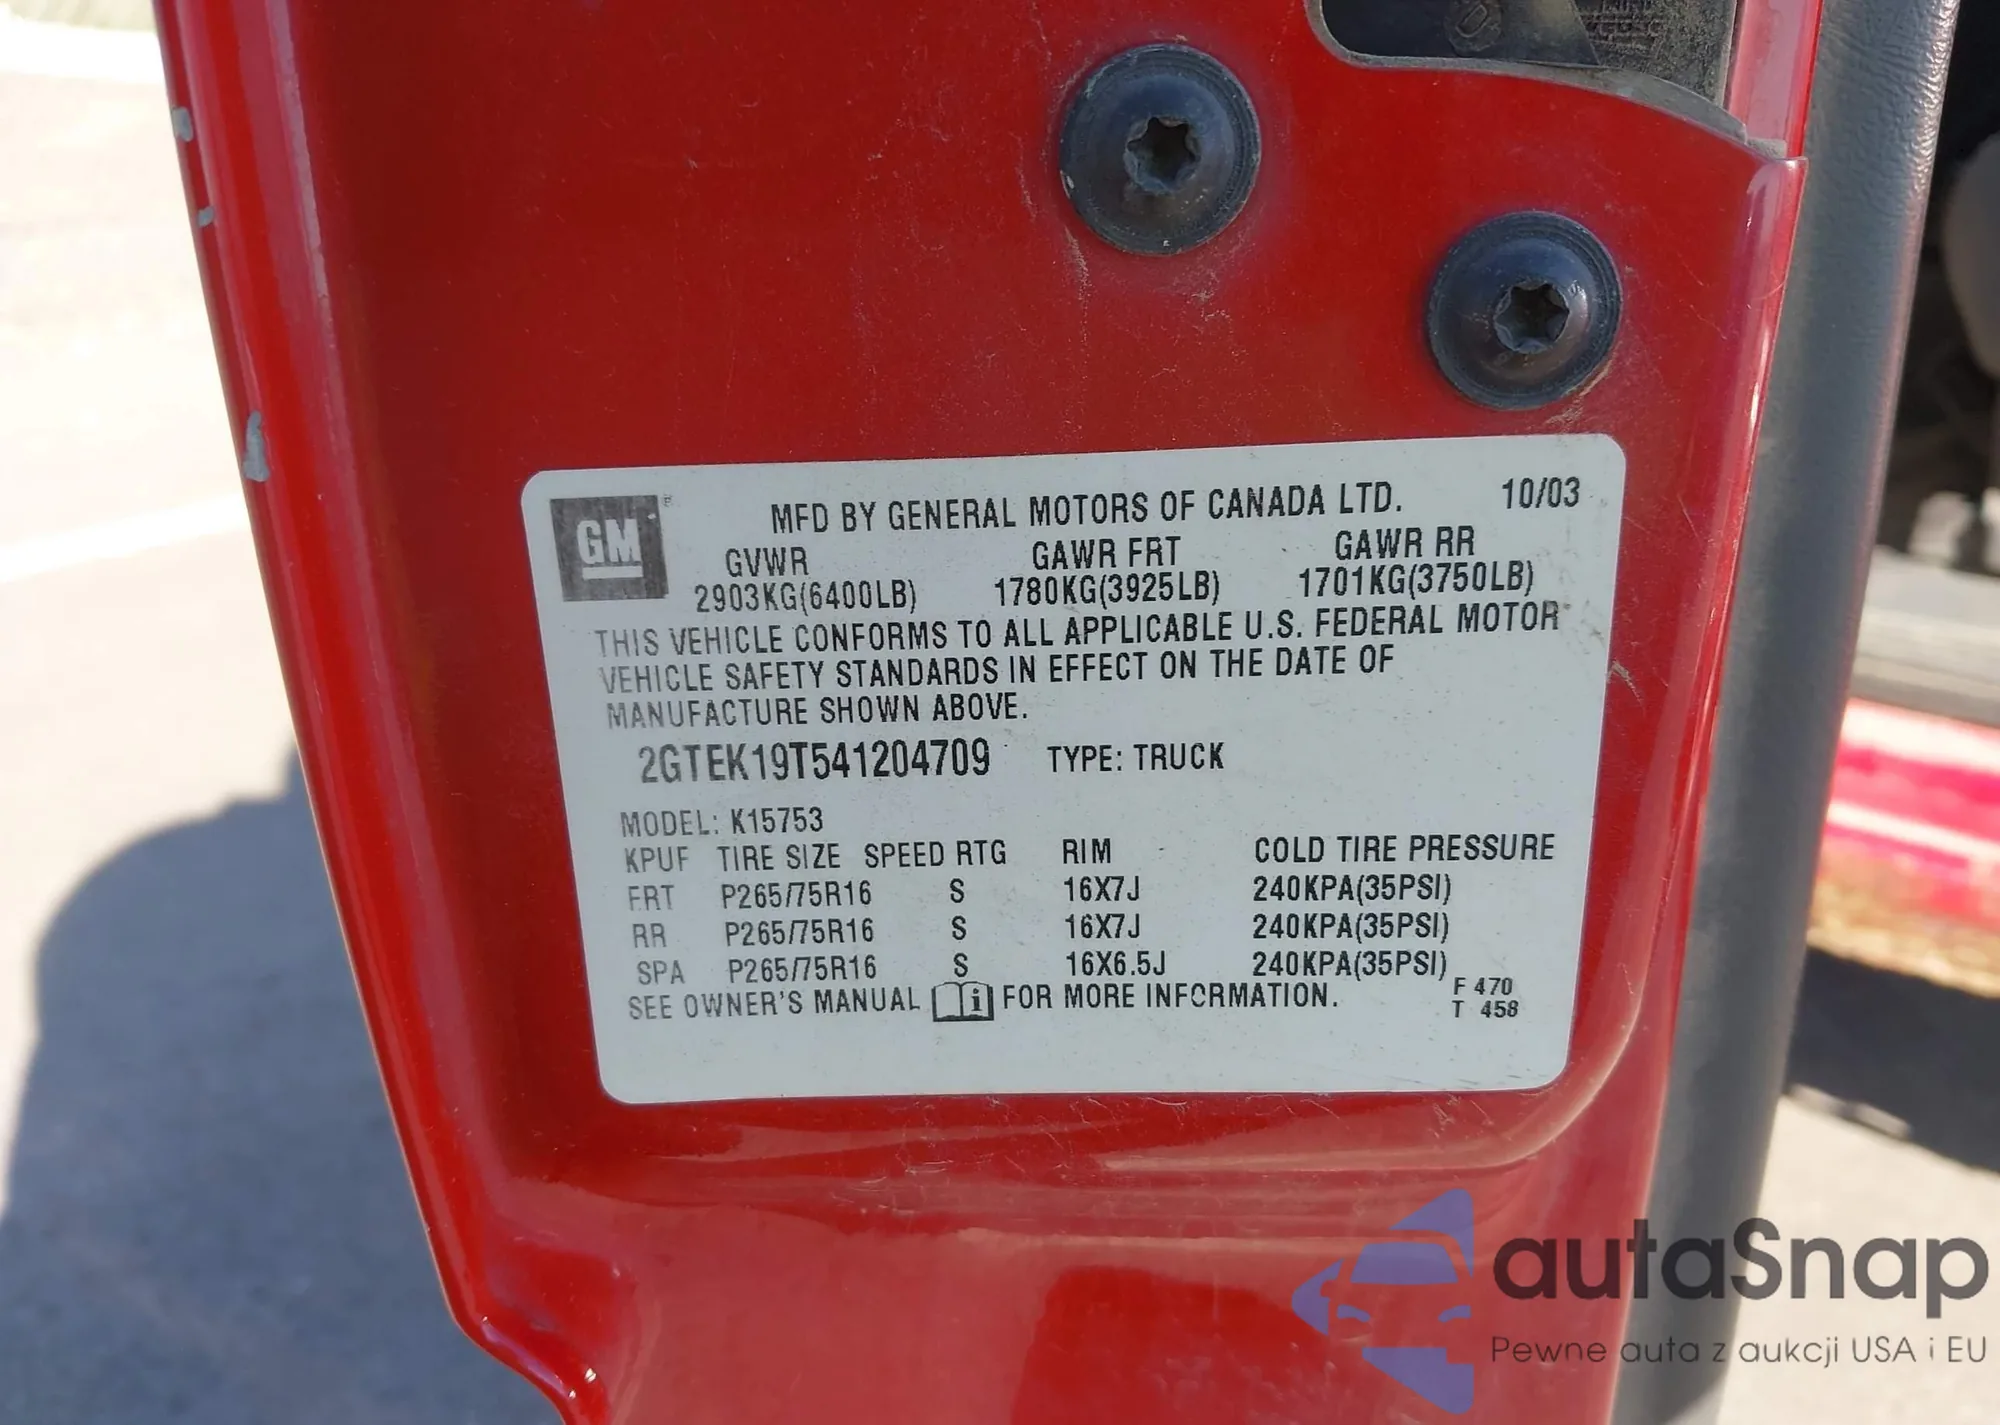 GM
MFD BY GENERAL MOTORS OF CANADA LTD. 10/03
GVWR GAWR FRT GAWR RR
2903KG(6400LB) 1780KG(3925LB) 1701KG(3750LB)
THIS VEHICLE CONFORMS TO ALL APPLICABLE U.S. FEDERAL MOTOR
VEHICLE SAFETY STANDARDS IN EFFECT ON THE DATE OF
MANUFACTURE SHOWN ABOVE.
2GTEK19T541204709 TYPE: TRUCK
MODEL: K15753
KPUF TIRE SIZE SPEED RTG RIM COLD TIRE PRESSURE
FRT P265/75R16 S 16X7J 240KPA(35PSI)
RR P265/75R16 S 16X7J 240KPA(35PSI)
SPA P265/75R16 S 16X6.5J 240KPA(35PSI)
SEE OWNER'S MANUAL i FOR MORE INFORMATION. F 470
T 458
autaSnap
Pewne auta z aukcji USA i EU